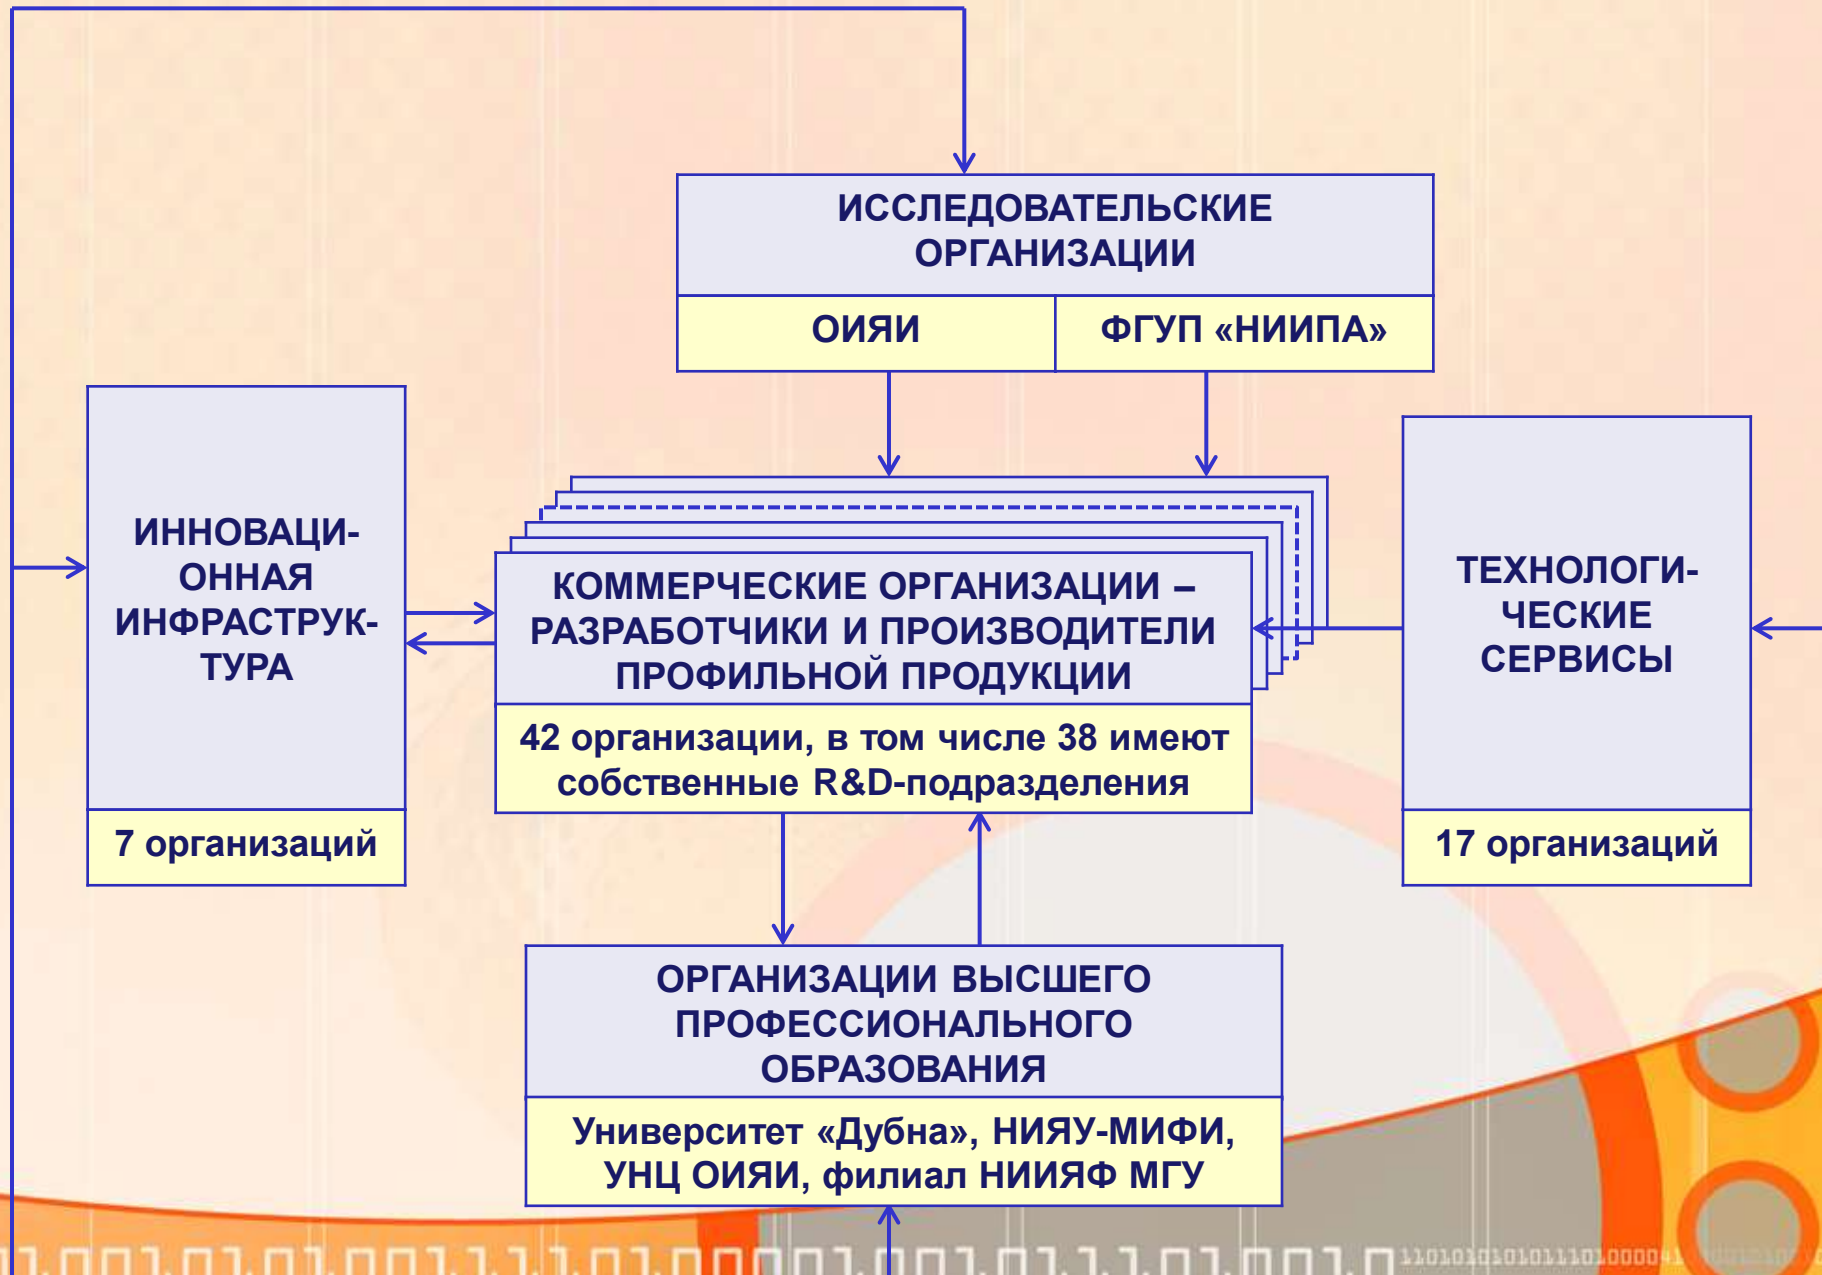 ИССЛЕДОВАТЕЛЬСКИЕ
ОРГАНИЗАЦИИ
ОИЯИ
ФГУП «НИИПА»
ИННОВАЦИ-
ОННАЯ
ИНФРАСТРУК-
ТУРА
7 организаций
КОММЕРЧЕСКИЕ ОРГАНИЗАЦИИ –
РАЗРАБОТЧИКИ И ПРОИЗВОДИТЕЛИ
ПРОФИЛЬНОЙ ПРОДУКЦИИ
42 организации, в том числе 38 имеют
собственные R&D-подразделения
ТЕХНОЛОГИ-
ЧЕСКИЕ
СЕРВИСЫ
17 организаций
ОРГАНИЗАЦИИ ВЫСШЕГО
ПРОФЕССИОНАЛЬНОГО
ОБРАЗОВАНИЯ
Университет «Дубна», НИЯУ-МИФИ,
УНЦ ОИЯИ, филиал НИИЯФ МГУ